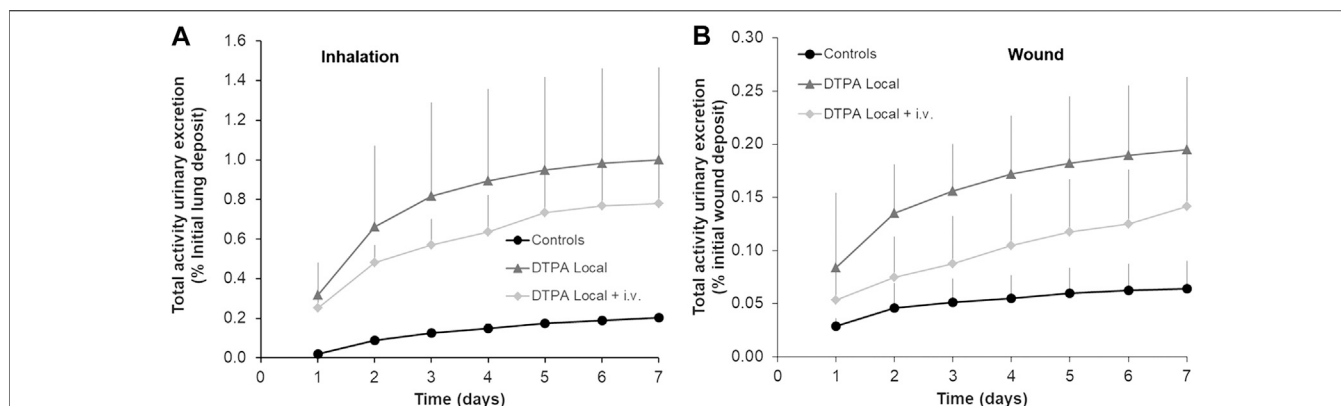 A
Inhalation
Total activity urinary excretion
(% Initial lung deposit)
1.6
1.4
1.2
1.0
0.8
0.6
0.4
0.2
0.0
Controls
DTPA Local
DTPA Local + i.v.
0 1 2 3 4 5 6 7
Time (days)
B
Wound
Total activity urinary excretion
(% initial wound deposit)
0.30
0.25
0.20
0.15
0.10
0.05
0.00
Controls
DTPA Local
DTPA Local + i.v.
0 1 2 3 4 5 6 7
Time (days)